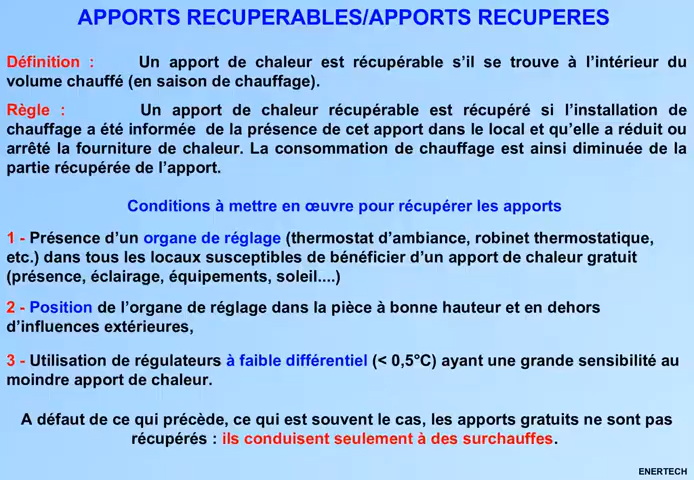 APPORTS RECUPERABLES/APPORTS RECUPERES
Définition : Un apport de chaleur est récupérable s'il se trouve à l'intérieur du
volume chauffé (en saison de chauffage).
Règle : Un apport de chaleur récupérable est récupéré si l'installation de
chauffage a été informée de la présence de cet apport dans le local et qu'elle a réduit ou
arrêté la fourniture de chaleur. La consommation de chauffage est ainsi diminuée de la
partie récupérée de l'apport.
Conditions à mettre en œuvre pour récupérer les apports
1 - Présence d'un organe de réglage (thermostat d'ambiance, robinet thermostatique,
etc.) dans tous les locaux susceptibles de bénéficier d'un apport de chaleur gratuit
(présence, éclairage, équipements, soleil....)
2 - Position de l'organe de réglage dans la pièce à bonne hauteur et en dehors
d'influences extérieures,
3 - Utilisation de régulateurs à faible différentiel (< 0,5°C) ayant une grande sensibilité au
moindre apport de chaleur.
A défaut de ce qui précède, ce qui est souvent le cas, les apports gratuits ne sont pas
récupérés : ils conduisent seulement à des surchauffes.
ENERTECH